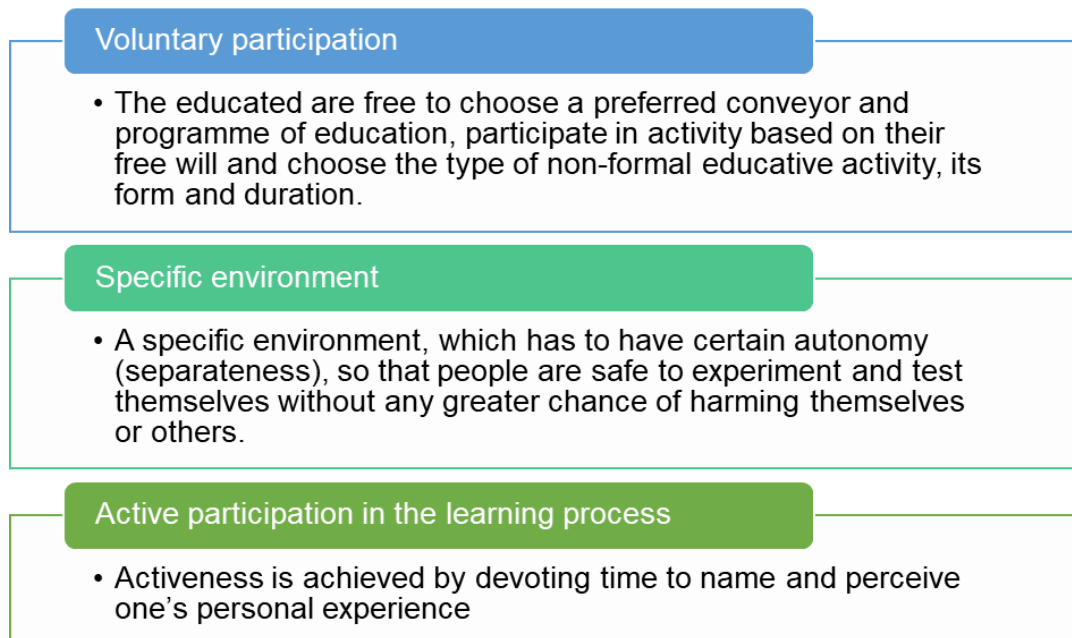 Voluntary participation
• The educated are free to choose a preferred conveyor and
programme of education, participate in activity based on their
free will and choose the type of non-formal educative activity, its
form and duration.
Specific environment
• A specific environment, which has to have certain autonomy
(separateness), so that people are safe to experiment and test
themselves without any greater chance of harming themselves
or others.
Active participation in the learning process
• Activeness is achieved by devoting time to name and perceive
one’s personal experience